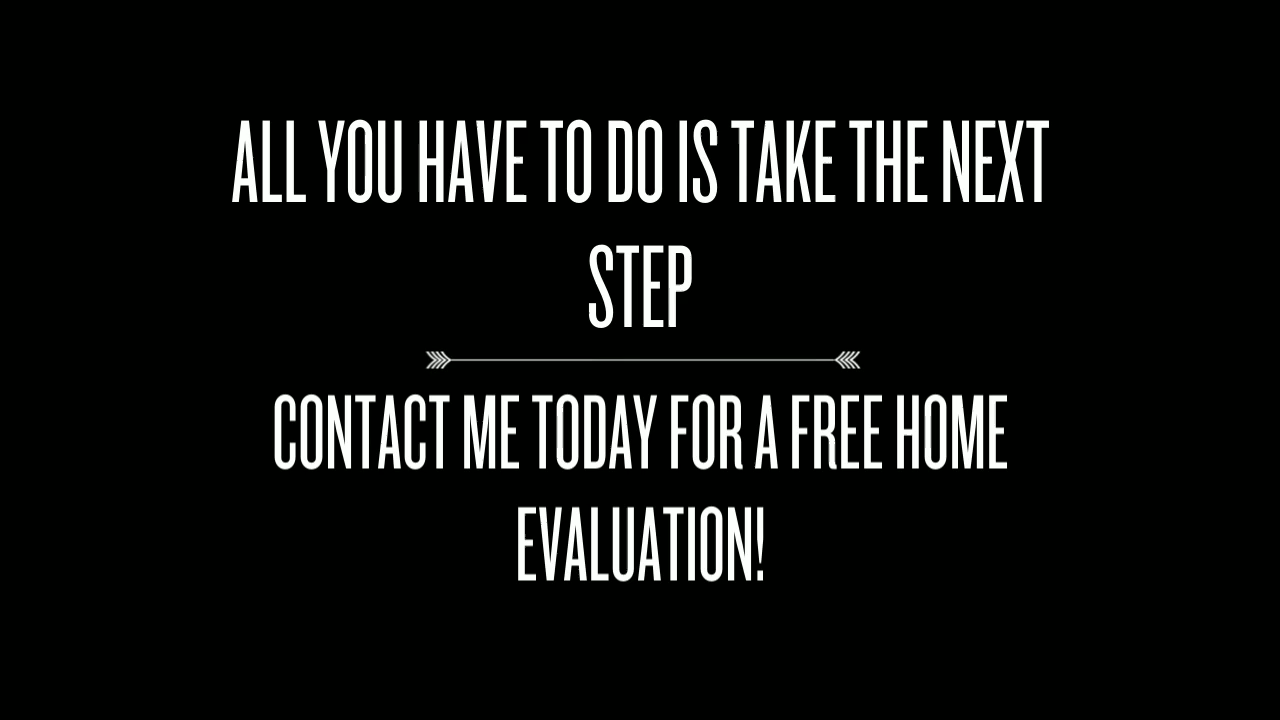 ALL YOU HAVE TO DO IS TAKE THE NEXT
STEP
CONTACT ME TODAY FOR A FREE HOME
EVALUATION!